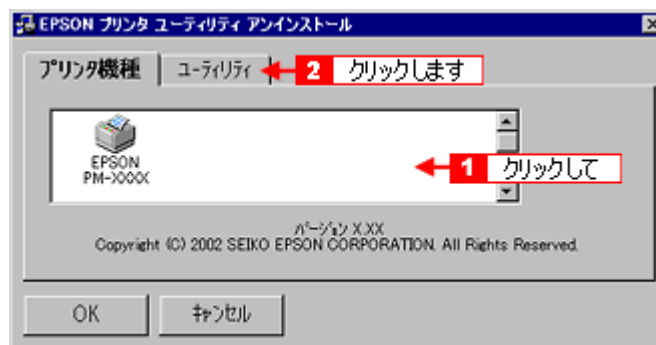 EPSON プリンタ ユーティリティ アンインストール
プリンタ機種 ユーティリティ 2 クリックします
EPSON
PM-XXXX
1 クリックして
バージョン X.XX
Copyright (C) 2002 SEIKO EPSON CORPORATION. All Rights Reserved.
OK キャンセル